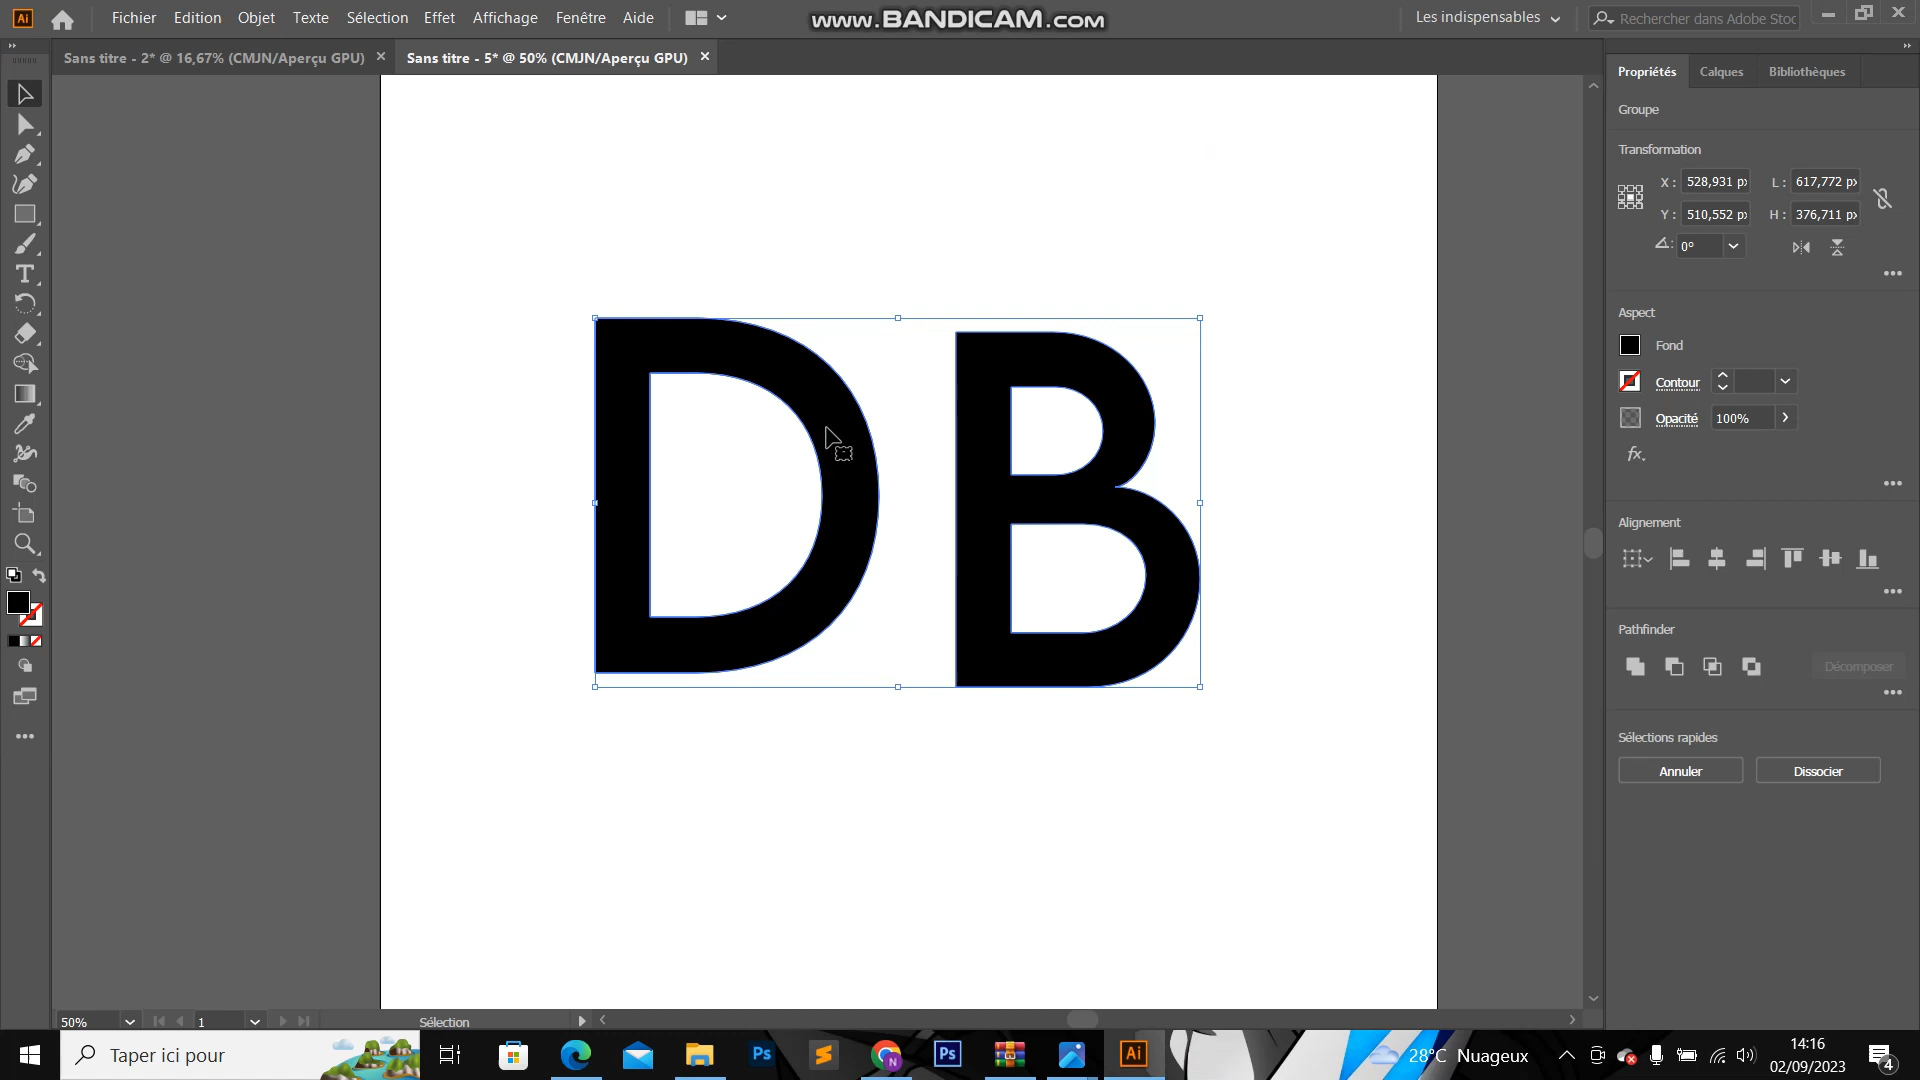 Ai Fichier Edition Objet Texte Sélection Effet Affichage Fenêtre Aide www.BANDICAM.com Les indispensables Rechercher dans Adobe Stoc
Sans titre - 2* @ 16,67% (CMJN/Aperçu GPU) × Sans titre - 5* @ 50% (CMJN/Aperçu GPU) ×
Propriétés Calques Bibliothèques
Groupe
Transformation
X : 528,931 px L : 617,772 px
Y : 510,552 px H : 376,711 px
0°
Aspect
Fond
Contour
Opacité 100%
fx.
Alignement
Pathfinder
Décomposer
Sélections rapides
Annuler Dissocier
D B
50% 1 Sélection
Taper ici pour Ps Ps Ai 28°C Nuageux 14:16
02/09/2023 4